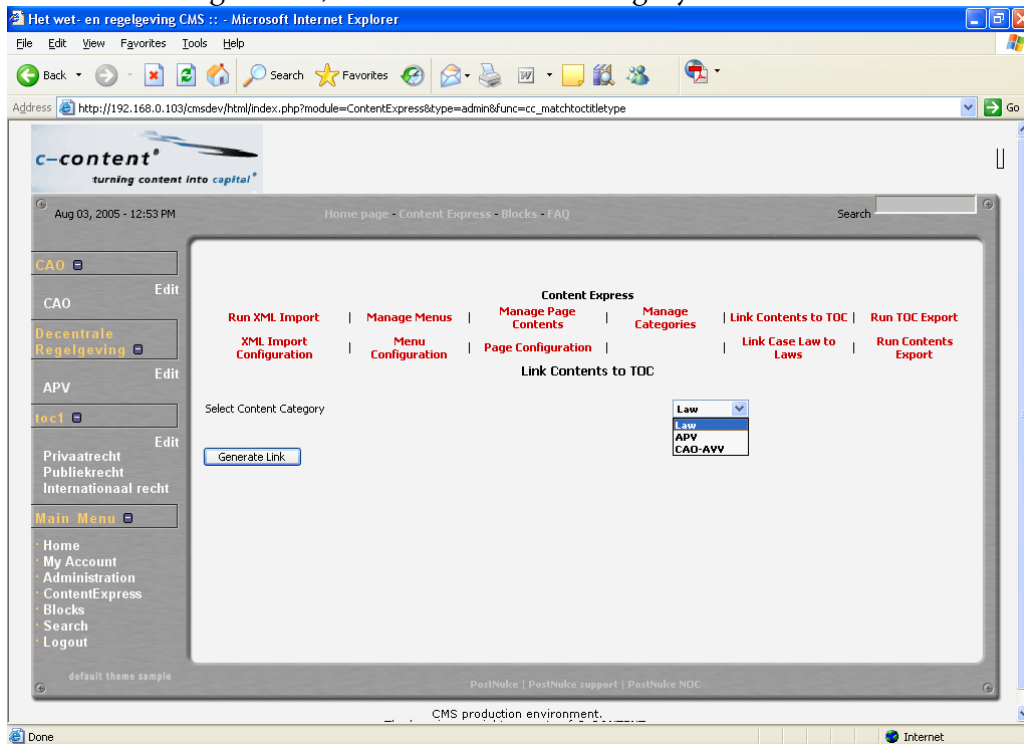 Het wet- en regelgeving CMS :: - Microsoft Internet Explorer
File Edit View Favorites Tools Help
Back Search Favorites
Address http://192.168.0.103/cmsdev/html/index.php?module=ContentExpress&type=admin&func=cc_matchtoctitletype Go
c-content®
turning content into capital®
Aug 03, 2005 - 12:53 PM
Home page - Content Express - Blocks - FAQ
Search
CAO
Edit
CAO
Decentrale
Regelgeving
Edit
APV
toc1
Edit
Privaatrecht
Publiekrecht
Internationaal recht
Main Menu
Home
My Account
Administration
ContentExpress
Blocks
Search
Logout
default theme sample
Content Express
Run XML Import | Manage Menus | Manage Page Contents | Manage Categories | Link Contents to TOC | Run TOC Export
XML Import Configuration | Menu Configuration | Page Configuration | | Link Case Law to Laws | Run Contents Export
Link Contents to TOC
Select Content Category
Law
Law
APV
CAO-AVV
Generate Link
PostNuke | PostNuke support | PostNuke NOC
CMS production environment.
Done
Internet